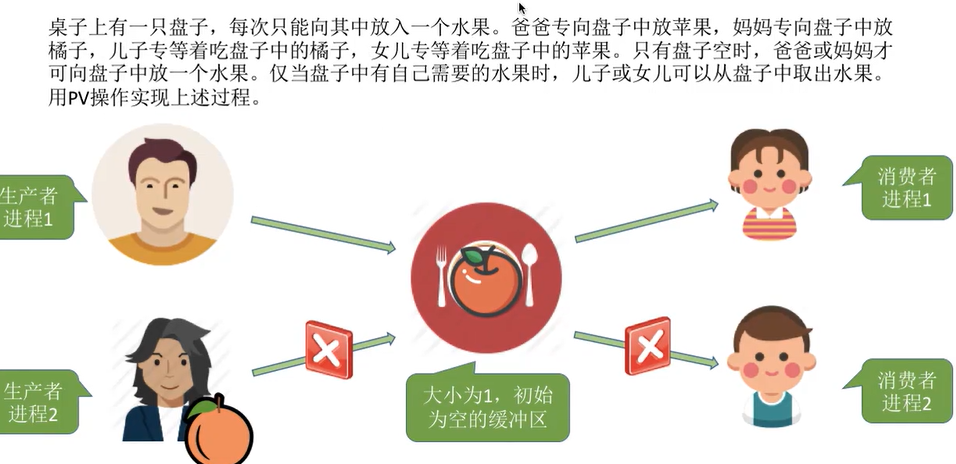 桌子上有一只盘子，每次只能向其中放入一个水果。爸爸专向盘子中放苹果，妈妈专向盘子中放
橘子，儿子专等着吃盘子中的橘子，女儿专等着吃盘子中的苹果。只有盘子空时，爸爸或妈妈才
可向盘子中放一个水果。仅当盘子中有自己需要的水果时，儿子或女儿可以从盘子中取出水果。
用PV操作实现上述过程。
生产者
进程1
消费者
进程1
生产者
进程2
大小为1，初始
为空的缓冲区
消费者
进程2